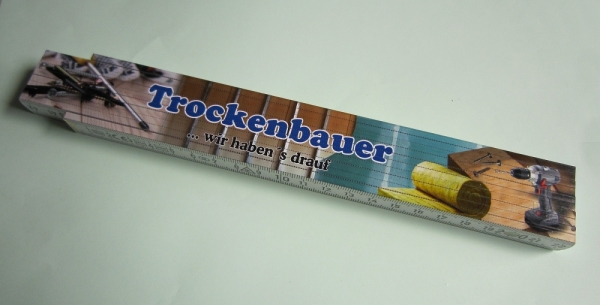 Trockenbauer
... wir haben's drauf